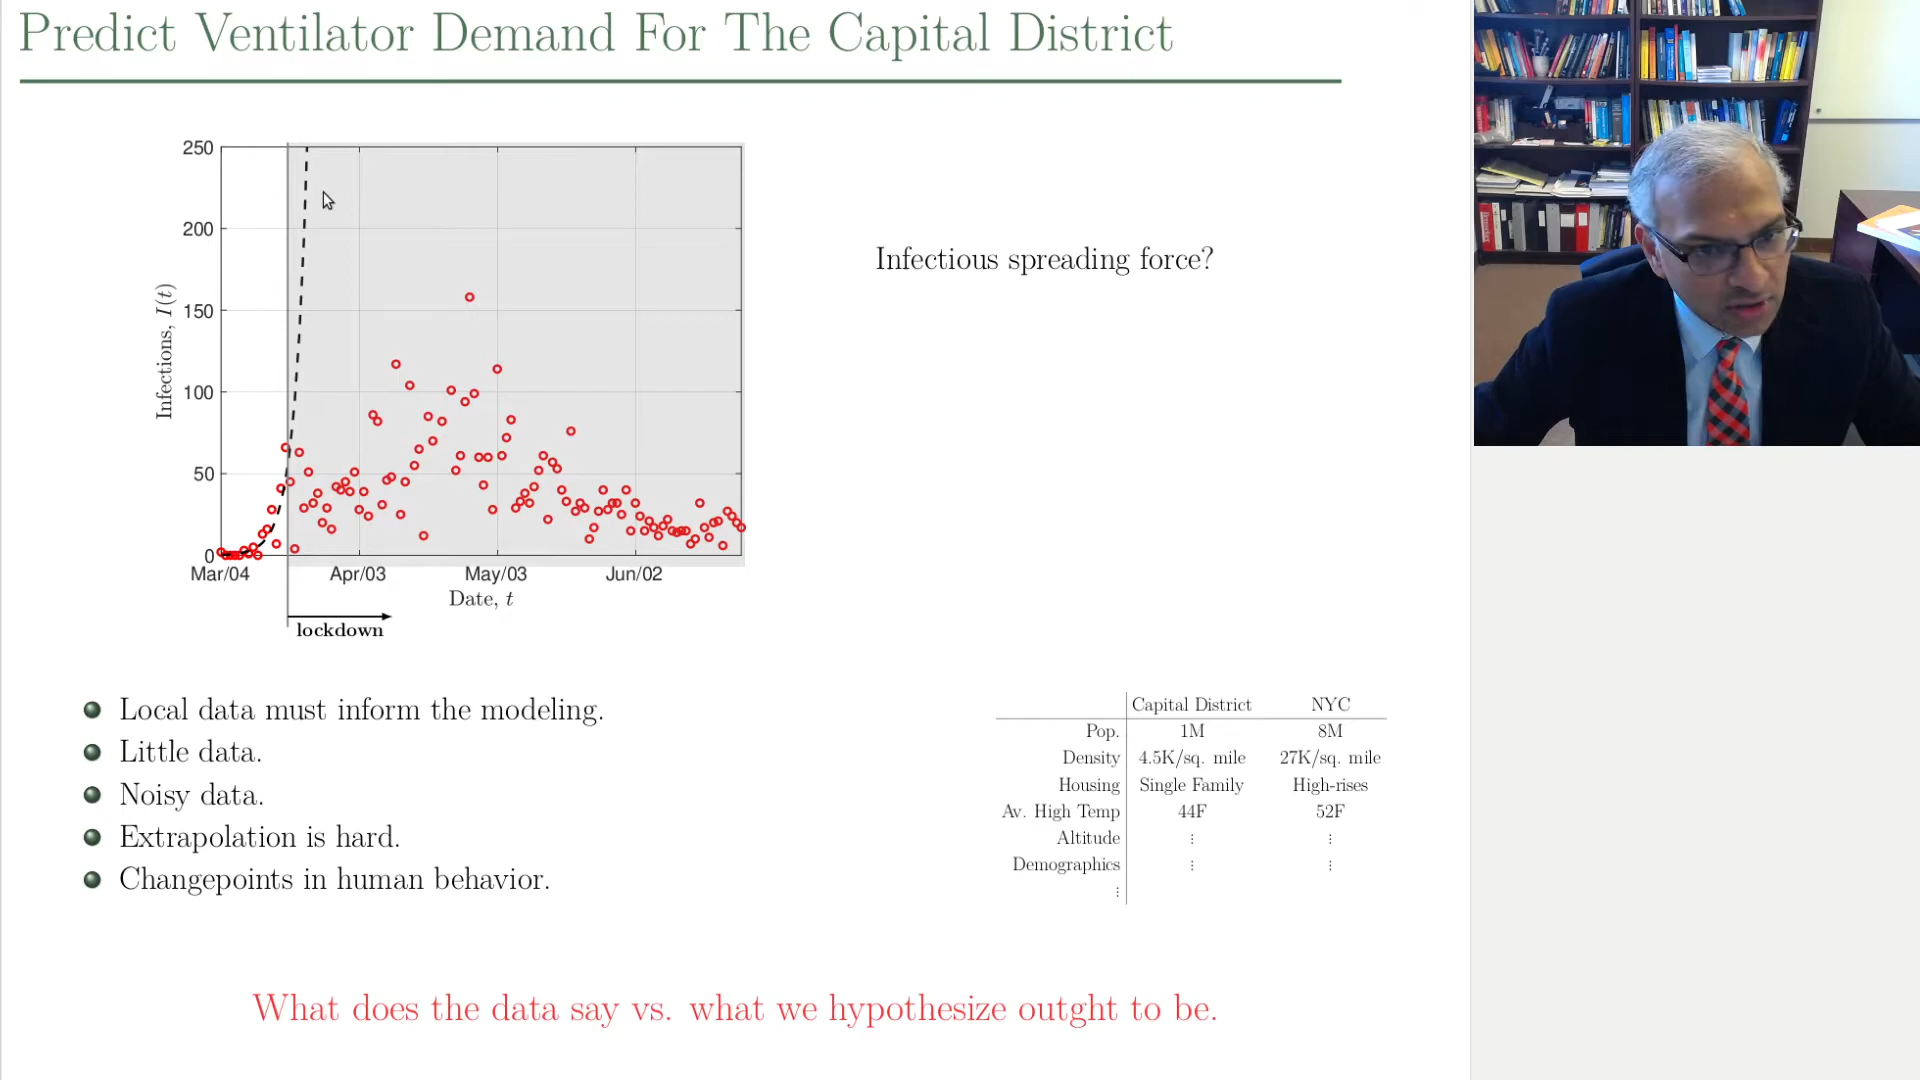 Predict Ventilator Demand For The Capital District
250
200
150
100
50
0
Infections, I(t)
Mar/04 Apr/03 May/03 Jun/02
Date, t
lockdown
Infectious spreading force?
Local data must inform the modeling.
Little data.
Noisy data.
Extrapolation is hard.
Changepoints in human behavior.
Capital District NYC
Pop. 1M 8M
Density 4.5K/sq. mile 27K/sq. mile
Housing Single Family High-rises
Av. High Temp 44F 52F
Altitude ⋮ ⋮
Demographics ⋮ ⋮
⋮
What does the data say vs. what we hypothesize outght to be.